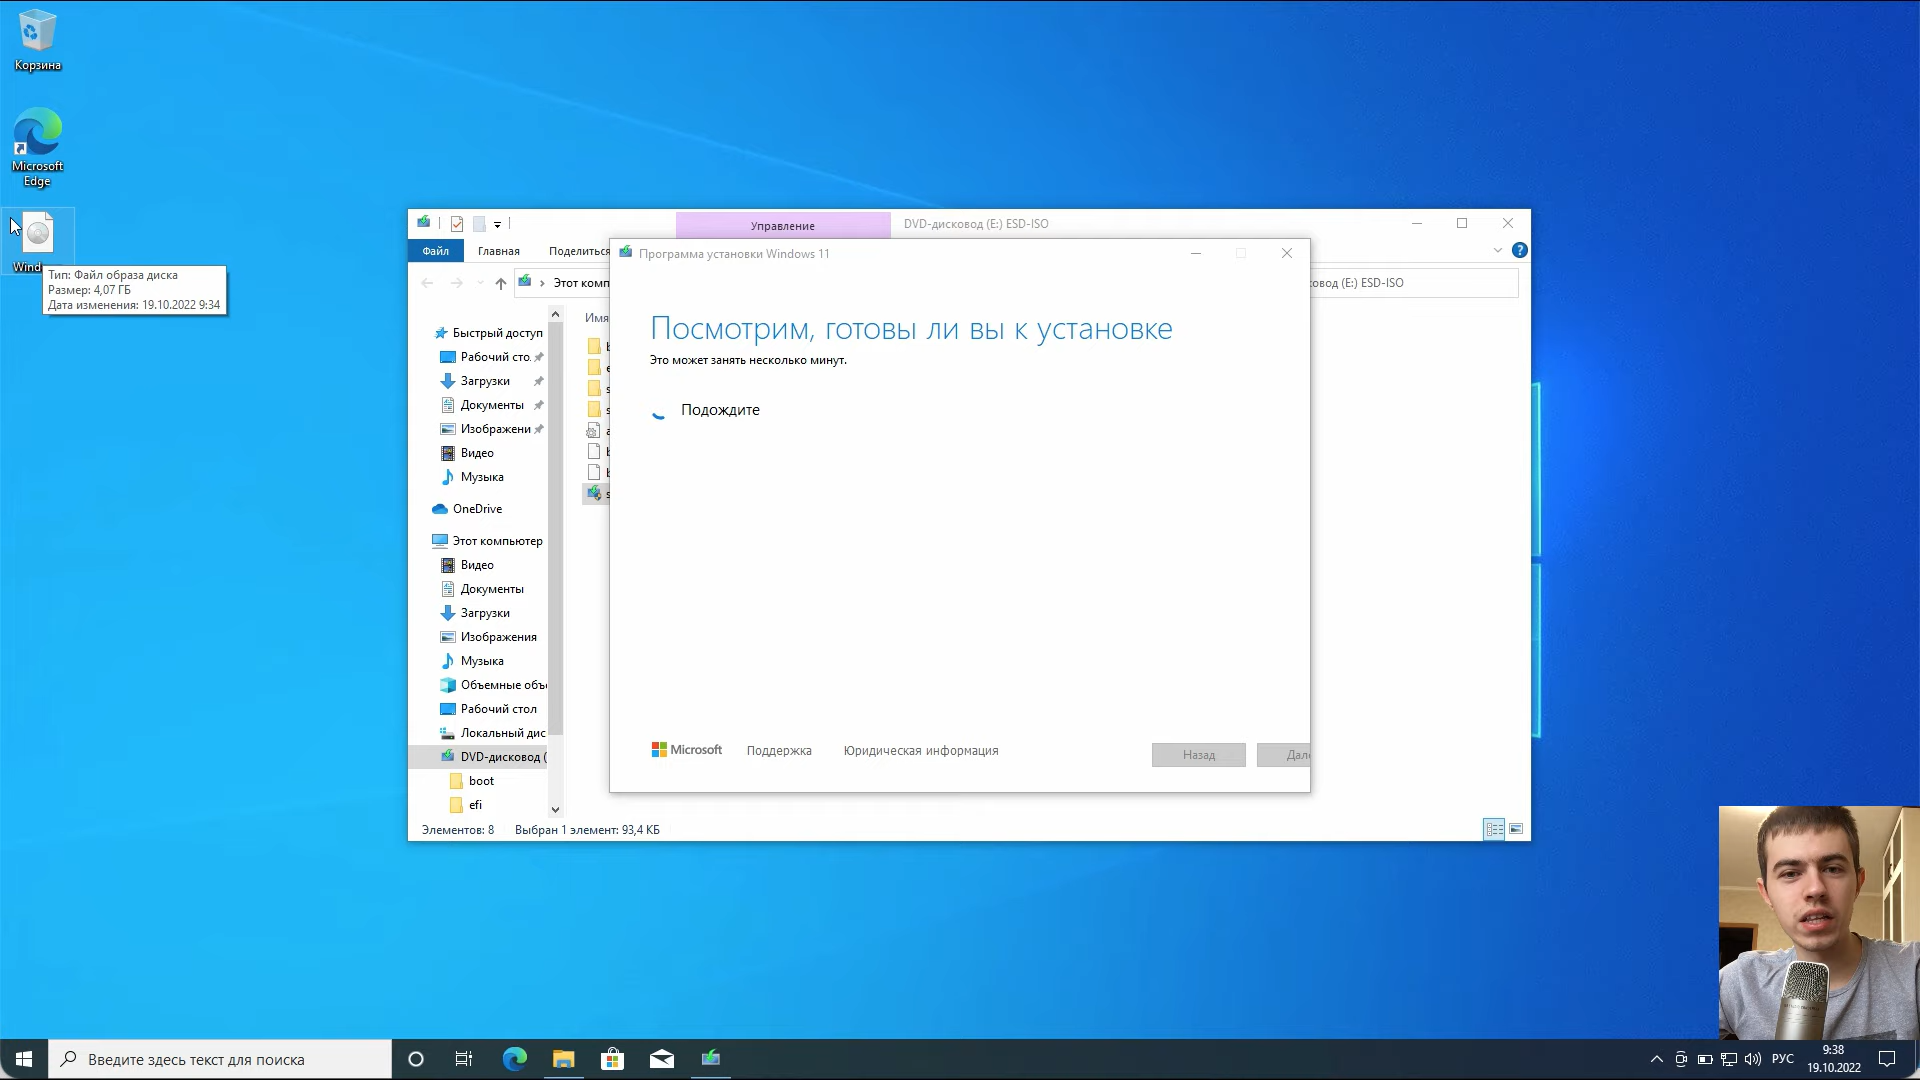 Корзина
Microsoft
Edge
Тип: Файл образа диска
Размер: 4,07 ГБ
Дата изменения: 19.10.2022 9:34
Управление
DVD-дисковод (E:) ESD-ISO
Файл
Главная
Поделиться
Программа установки Windows 11
Этот комп
(E:) ESD-ISO
Имя
Быстрый доступ
Рабочий сто.
Загрузки
Документы
Изображени
Видео
Музыка
OneDrive
Этот компьютер
Видео
Документы
Загрузки
Изображения
Музыка
Объемные объ
Рабочий стол
Локальный дис
DVD-дисковод (
boot
efi
Посмотрим, готовы ли вы к установке
Это может занять несколько минут.
Подождите
Microsoft
Поддержка
Юридическая информация
Назад
Элементов: 8
Выбран 1 элемент: 93,4 КБ
Введите здесь текст для поиска
РУС
9:38
19.10.2022